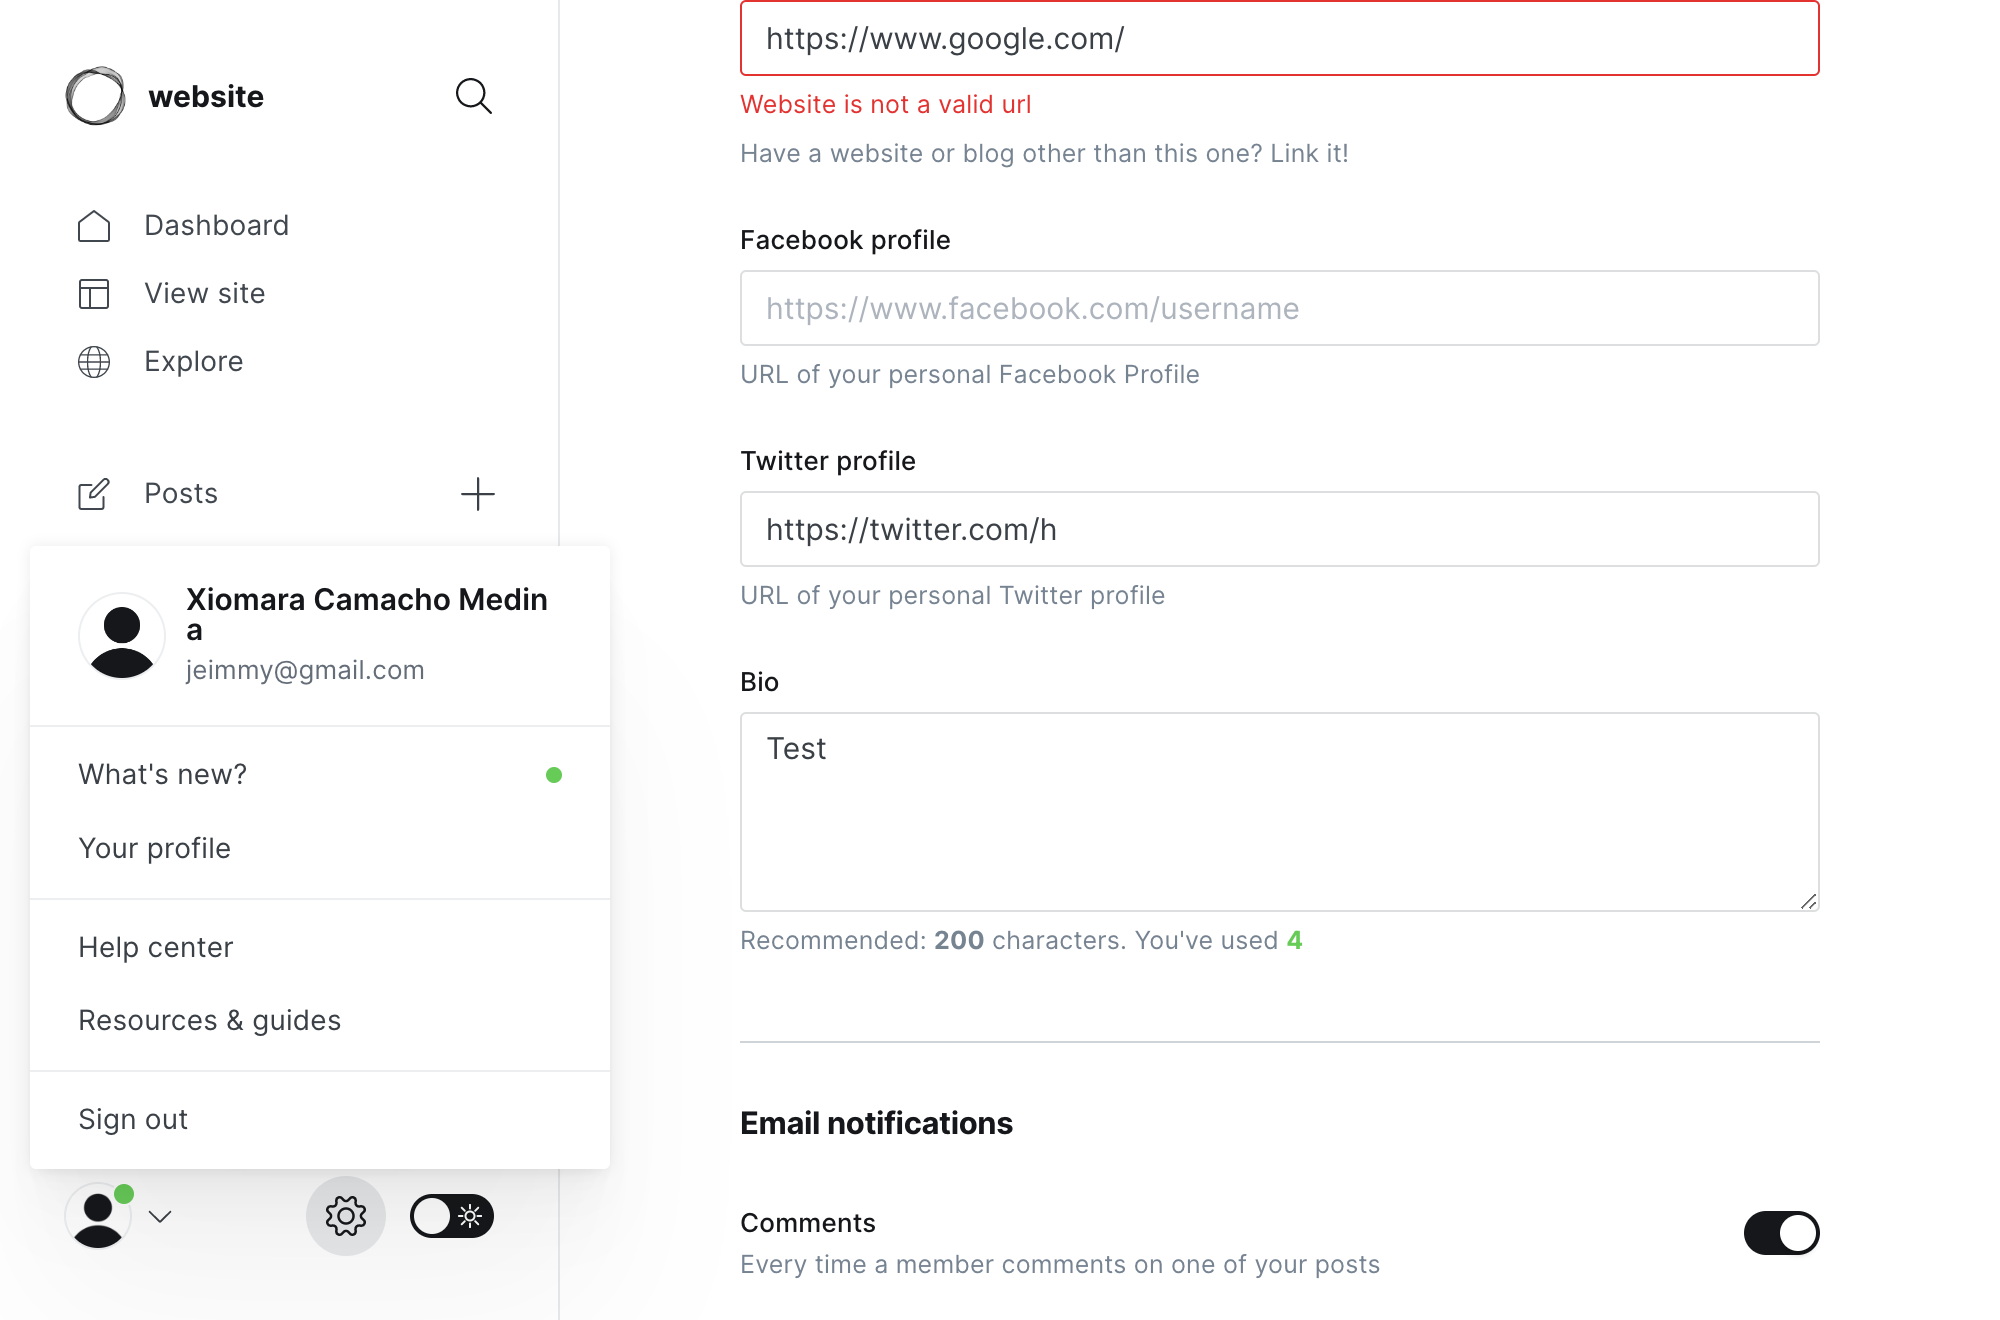 website
Dashboard
View site
Explore
Posts
Xiomara Camacho Medin
a
jeimmy@gmail.com
What's new?
Your profile
Help center
Resources & guides
Sign out
https://www.google.com/
Website is not a valid url
Have a website or blog other than this one? Link it!
Facebook profile
https://www.facebook.com/username
URL of your personal Facebook Profile
Twitter profile
https://twitter.com/h
URL of your personal Twitter profile
Bio
Test
Recommended: 200 characters. You've used 4
Email notifications
Comments
Every time a member comments on one of your posts